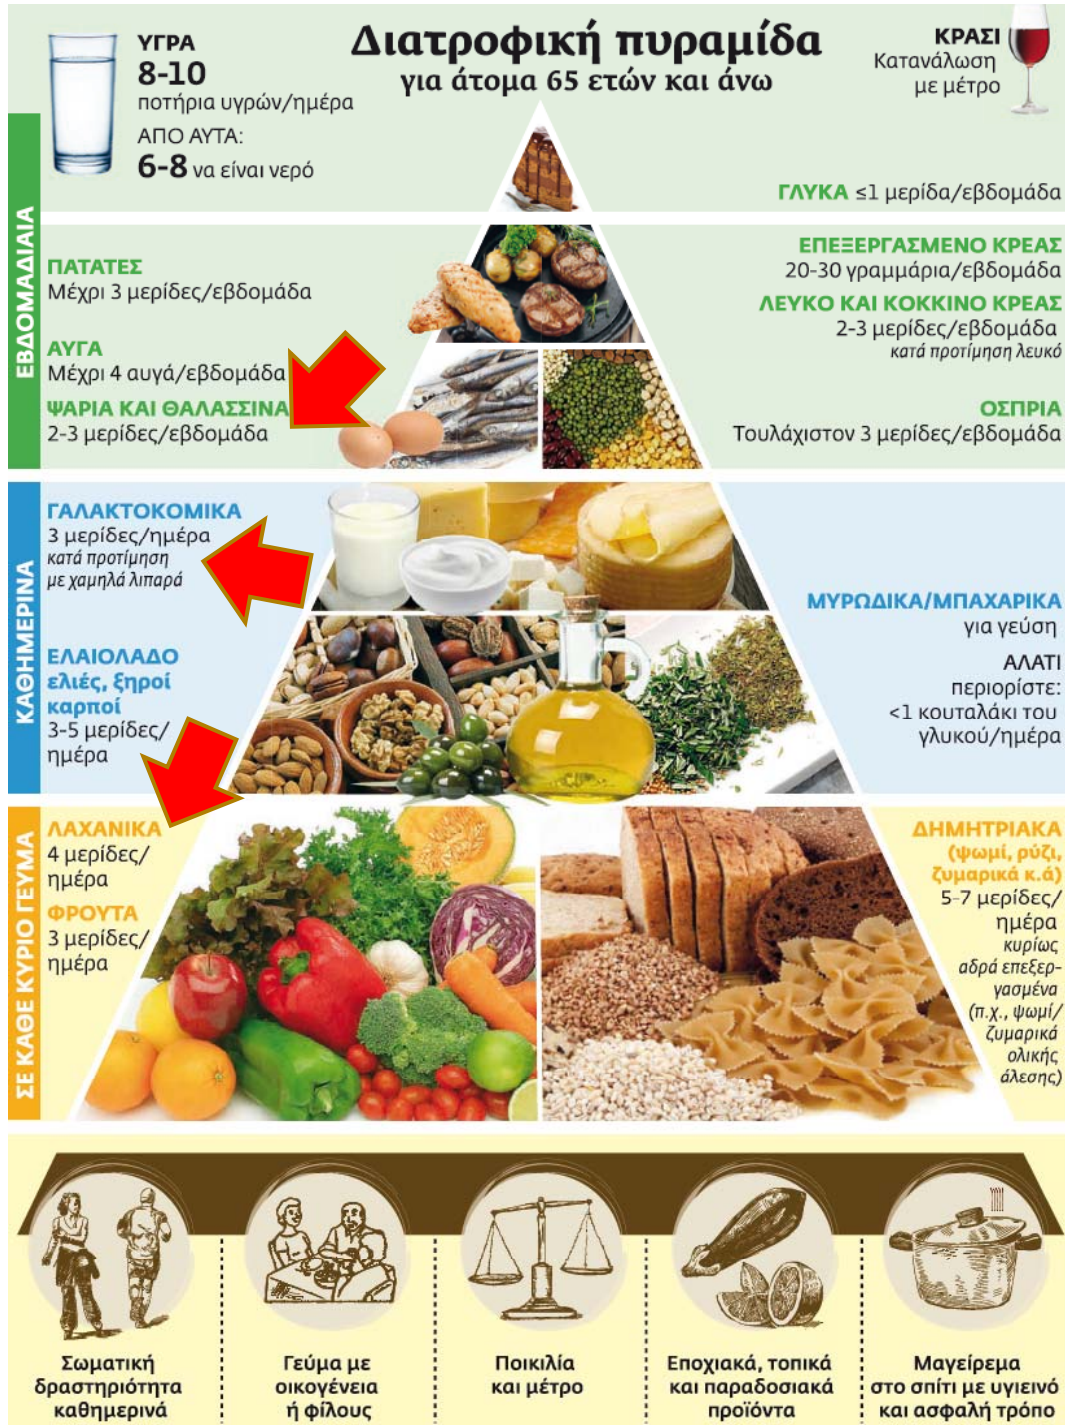 ΥΓΡΑ
8-10
ποτήρια υγρών/ημέρα
ΑΠΟ ΑΥΤΑ:
6-8 να είναι νερό
Διατροφική πυραμίδα
για άτομα 65 ετών και άνω
ΚΡΑΣΙ
Κατανάλωση
με μέτρο
ΕΒΔΟΜΑΔΙΑΙΑ
ΓΛΥΚΑ ≤1 μερίδα/εβδομάδα
ΠΑΤΑΤΕΣ
Μέχρι 3 μερίδες/εβδομάδα
ΑΥΓΑ
Μέχρι 4 αυγά/εβδομάδα
ΨΑΡΙΑ ΚΑΙ ΘΑΛΑΣΣΙΝΑ
2-3 μερίδες/εβδομάδα
ΕΠΕΞΕΡΓΑΣΜΕΝΟ ΚΡΕΑΣ
20-30 γραμμάρια/εβδομάδα
ΛΕΥΚΟ ΚΑΙ ΚΟΚΚΙΝΟ ΚΡΕΑΣ
2-3 μερίδες/εβδομάδα
κατά προτίμηση λευκό
ΟΣΠΡΙΑ
Τουλάχιστον 3 μερίδες/εβδομάδα
ΚΑΘΗΜΕΡΙΝΑ
ΓΑΛΑΚΤΟΚΟΜΙΚΑ
3 μερίδες/ημέρα
κατά προτίμηση
με χαμηλά λιπαρά
ΕΛΑΙΟΛΑΔΟ
ελιές, ξηροί
καρποί
3-5 μερίδες/
ημέρα
ΜΥΡΩΔΙΚΑ/ΜΠΑΧΑΡΙΚΑ
για γεύση
ΑΛΑΤΙ
περιορίστε:
<1 κουταλάκι του
γλυκού/ημέρα
ΣΕ ΚΑΘΕ ΚΥΡΙΟ ΓΕΥΜΑ
ΛΑΧΑΝΙΚΑ
4 μερίδες/
ημέρα
ΦΡΟΥΤΑ
3 μερίδες/
ημέρα
ΔΗΜΗΤΡΙΑΚΑ
(ψωμί, ρύζι,
ζυμαρικά κ.ά)
5-7 μερίδες/
ημέρα
κυρίως
αδρά επεξερ-
γασμένα
(π.χ., ψωμί/
ζυμαρικά
ολικής
άλεσης)
Σωματική
δραστηριότητα
καθημερινά
Γεύμα με
οικογένεια
ή φίλους
Ποικιλία
και μέτρο
Εποχιακά, τοπικά
και παραδοσιακά
προϊόντα
Μαγείρεμα
στο σπίτι με υγιεινό
και ασφαλή τρόπο